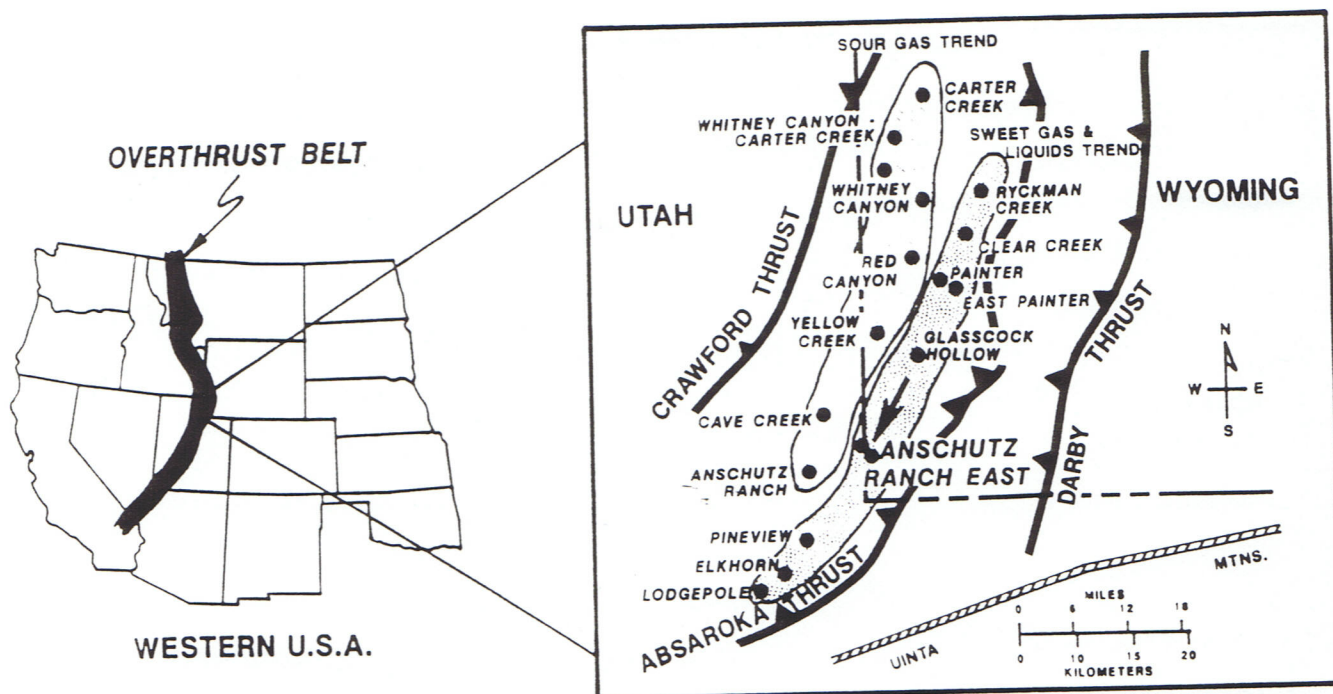 OVERTHRUST BELT
WESTERN U.S.A.
SOUR GAS TREND
CARTER
CREEK
WHITNEY CANYON -
CARTER CREEK
SWEET GAS &
LIQUIDS TREND
UTAH
WHITNEY
CANYON
RYCKMAN
CREEK
WYOMING
CLEAR CREEK
RED
CANYON
PAINTER
EAST PAINTER
CRAWFORD THRUST
YELLOW
CREEK
GLASSCOCK
HOLLOW
DARBY THRUST
N
W E
S
CAVE CREEK
ANSCHUTZ
RANCH
ANSCHUTZ
RANCH EAST
PINEVIEW
ELKHORN
LODGEPOLE
ABSAROKA THRUST
UINTA MTNS.
MILES
0 6 12 18
0 10 15 20
KILOMETERS